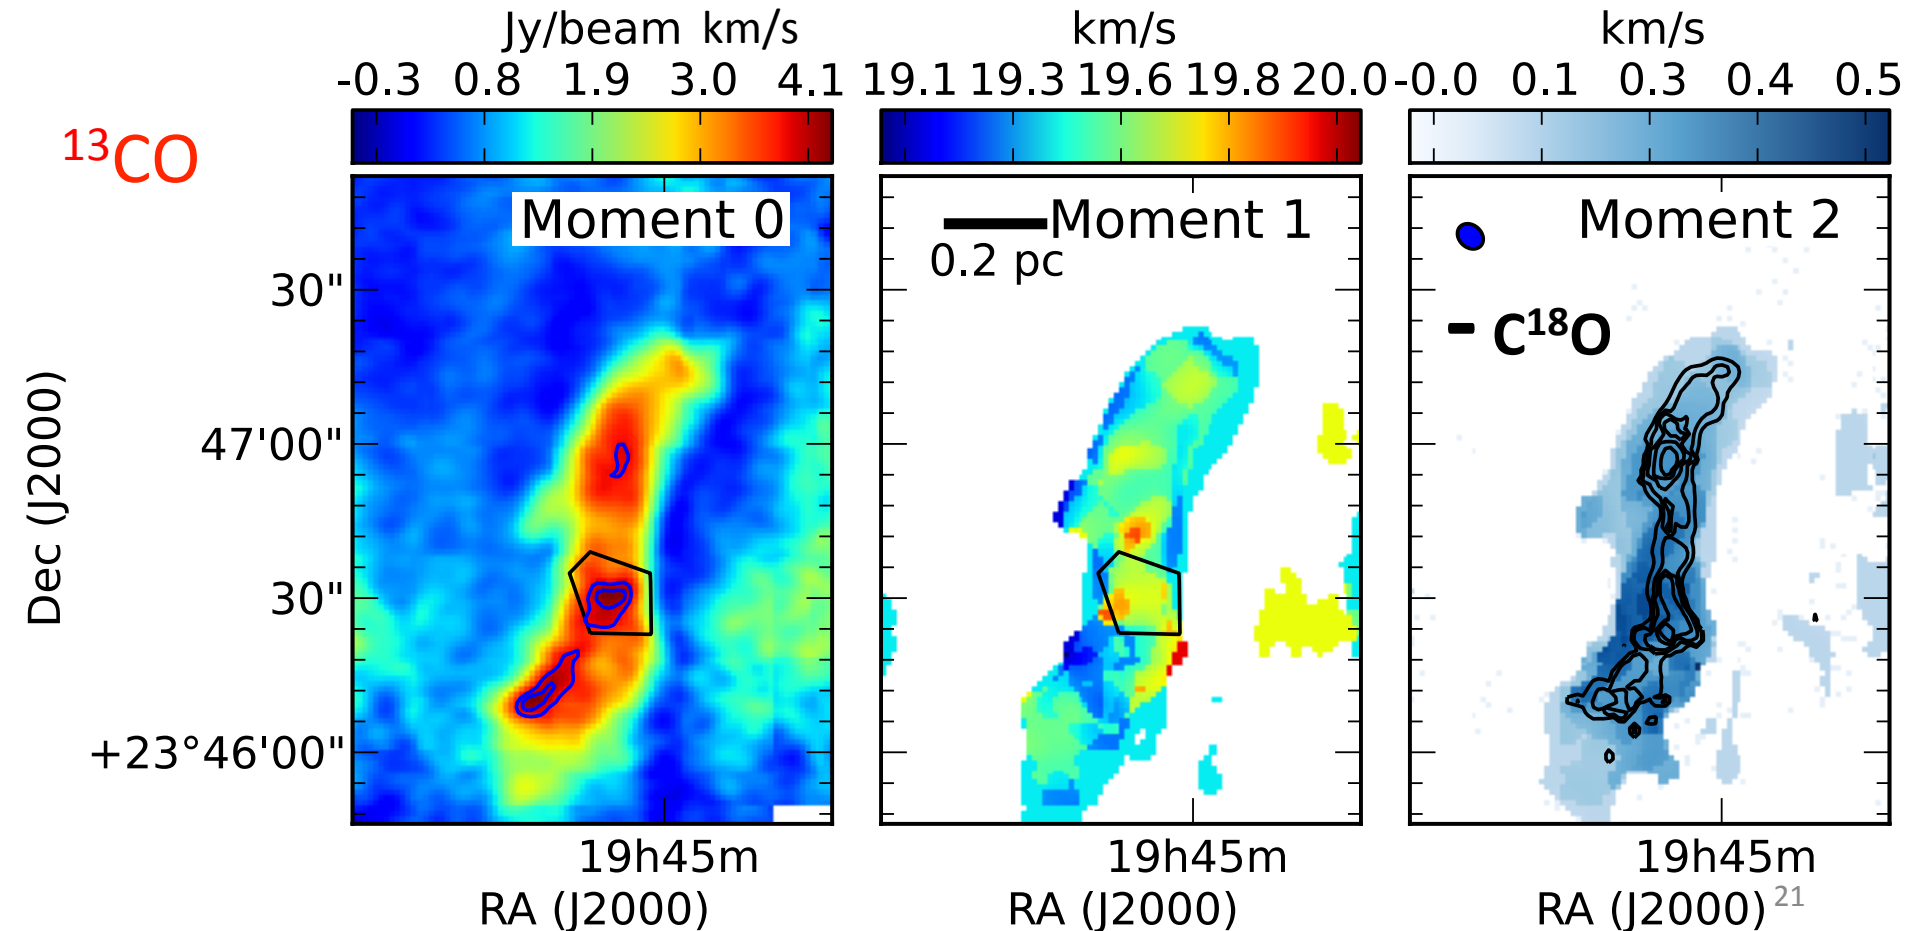 Jy/beam km/s
-0.3 0.8 1.9 3.0 4.1
km/s
19.1 19.3 19.6 19.8 20.0
km/s
-0.0 0.1 0.3 0.4 0.5
¹³CO
Moment 0
Moment 1
0.2 pc
Moment 2
C¹⁸O
Dec (J2000)
30"
47'00"
30"
+23°46'00"
19h45m
RA (J2000)
19h45m
RA (J2000)
19h45m
RA (J2000)
21